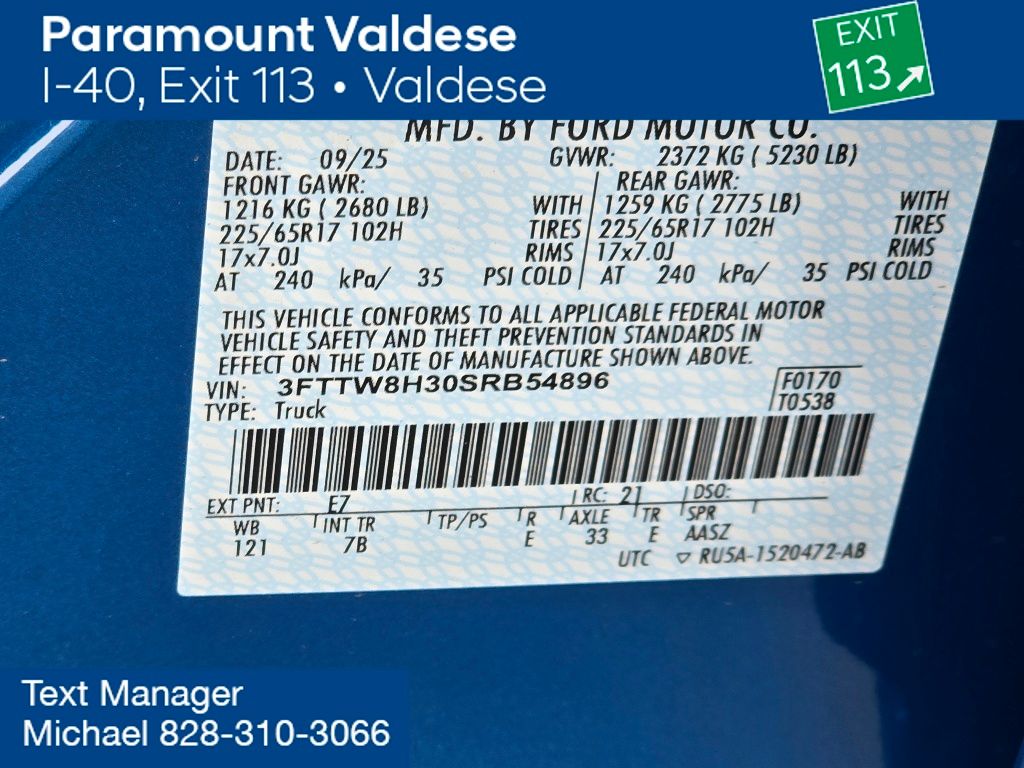 Paramount Valdese
I-40, Exit 113 • Valdese
EXIT
113
MFD. BY FORD MOTOR CO.
DATE: 09/25 GVWR: 2372 KG ( 5230 LB)
FRONT GAWR: REAR GAWR:
1216 KG ( 2680 LB) WITH 1259 KG ( 2775 LB) WITH
225/65R17 102H TIRES 225/65R17 102H TIRES
17x7.0J RIMS 17x7.0J RIMS
AT 240 kPa/ 35 PSI COLD AT 240 kPa/ 35 PSI COLD
THIS VEHICLE CONFORMS TO ALL APPLICABLE FEDERAL MOTOR
VEHICLE SAFETY AND THEFT PREVENTION STANDARDS IN
EFFECT ON THE DATE OF MANUFACTURE SHOWN ABOVE.
VIN: 3FTTW8H30SRB54896 F0170
TYPE: Truck T0538
EXT PNT: E7 RC: 21 DSO:
WB INT TR TP/PS R AXLE TR SPR
121 7B E 33 E AASZ
UTC ▽ RU5A-1520472-AB
Text Manager
Michael 828-310-3066